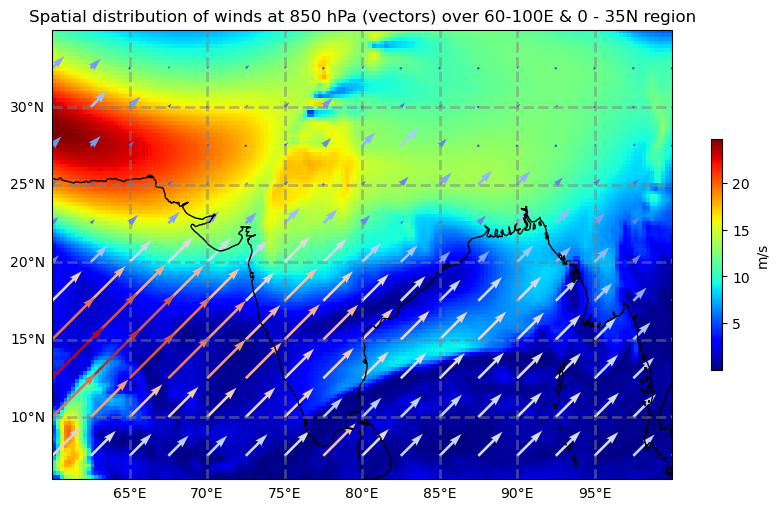 Spatial distribution of winds at 850 hPa (vectors) over 60-100E & 0 - 35N region
30°N
25°N
20°N
15°N
10°N
65°E 70°E 75°E 80°E 85°E 90°E 95°E
20
15
10
5
m/s